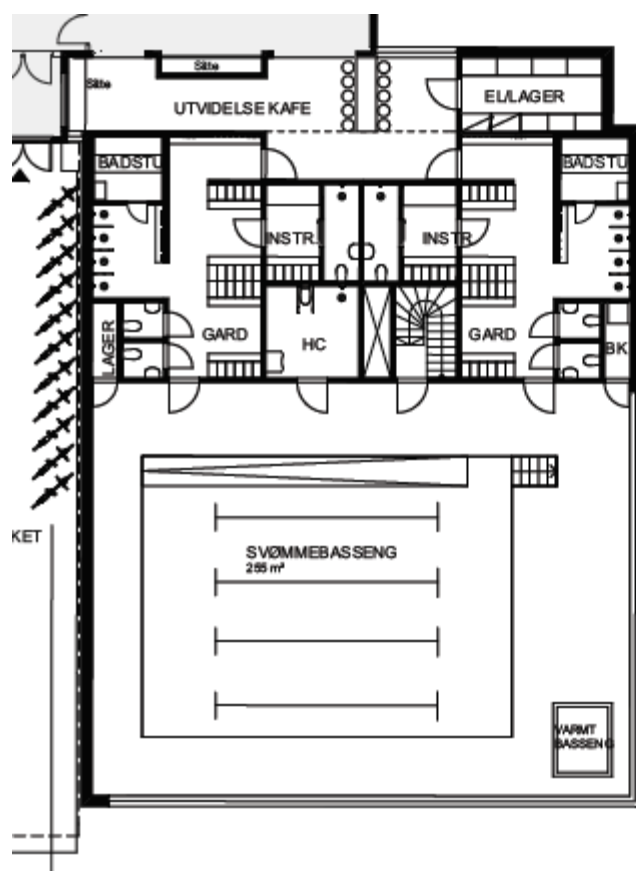 Sitte
Sitte
UTVIDELSE KAFE
EL/LAGER
BADSTU
BADSTU
INSTR.
INSTR
LAGER
GARD
HC
GARD
BK
KET
SVØMMEBASSENG
255 m²
VARMT
BASSENG